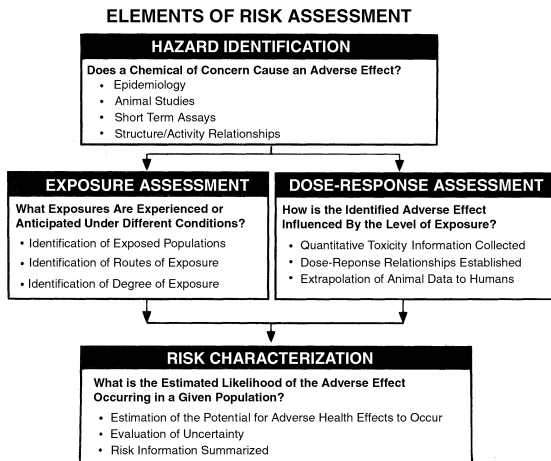 ELEMENTS OF RISK ASSESSMENT
HAZARD IDENTIFICATION
Does a Chemical of Concern Cause an Adverse Effect?
• Epidemiology
• Animal Studies
• Short Term Assays
• Structure/Activity Relationships
EXPOSURE ASSESSMENT
What Exposures Are Experienced or
Anticipated Under Different Conditions?
• Identification of Exposed Populations
• Identification of Routes of Exposure
• Identification of Degree of Exposure
DOSE-RESPONSE ASSESSMENT
How is the Identified Adverse Effect
Influenced By the Level of Exposure?
• Quantitative Toxicity Information Collected
• Dose-Reponse Relationships Established
• Extrapolation of Animal Data to Humans
RISK CHARACTERIZATION
What is the Estimated Likelihood of the Adverse Effect
Occurring in a Given Population?
• Estimation of the Potential for Adverse Health Effects to Occur
• Evaluation of Uncertainty
• Risk Information Summarized